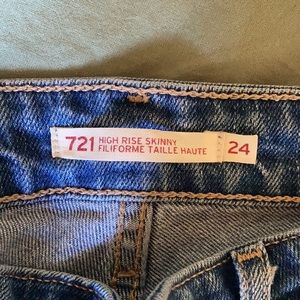 721 HIGH RISE SKINNY
FILIFORME TAILLE HAUTE
24